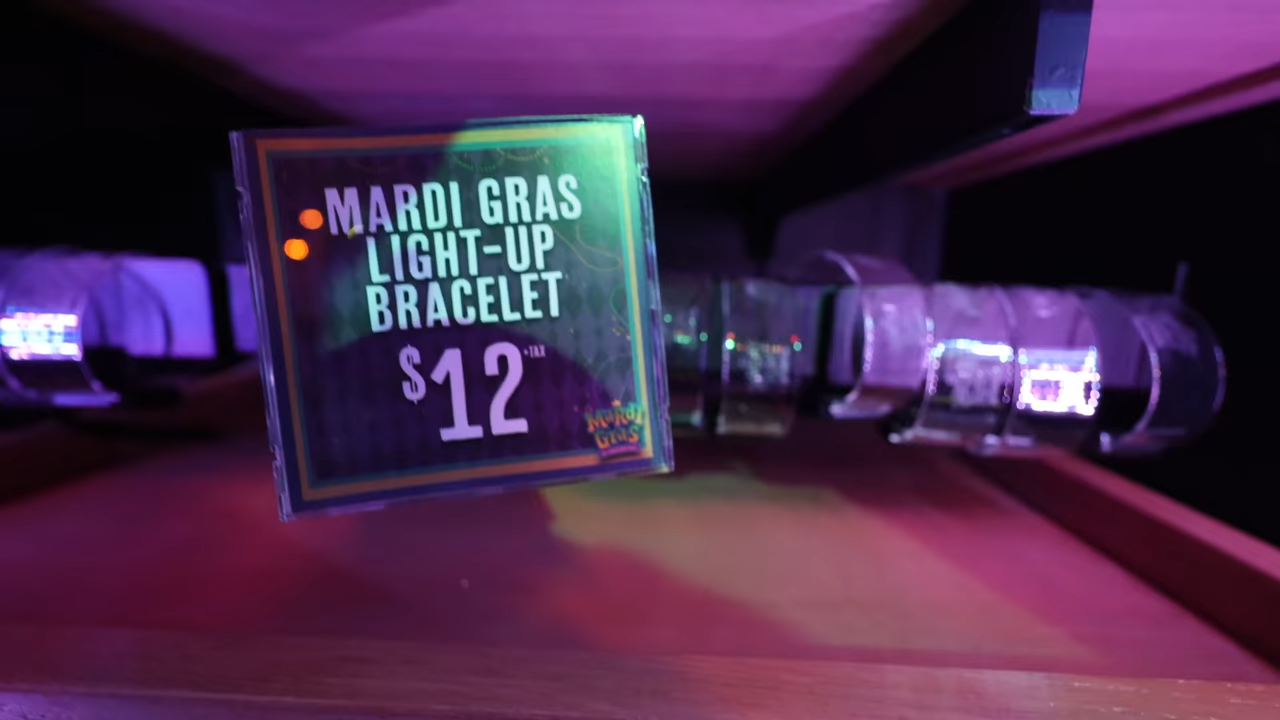 MARDI GRAS
LIGHT-UP
BRACELET
$12 +TAX
Mardi
Gras